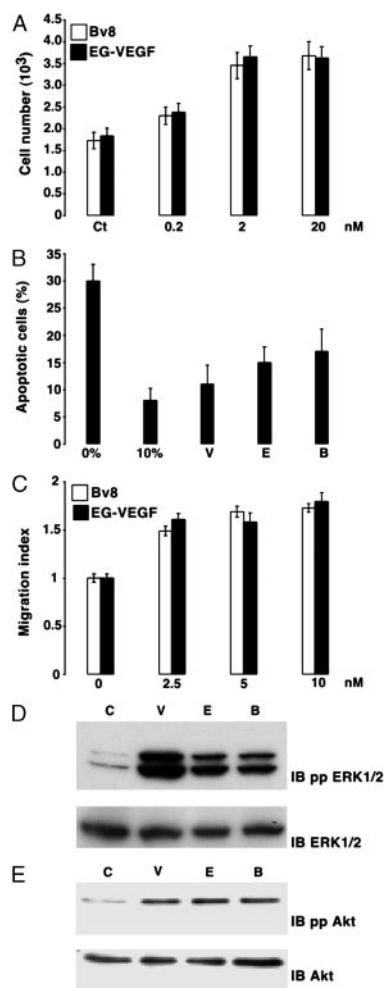 A
Cell number (10³)
4.5
4.0
3.5
3.0
2.5
2.0
1.5
1.0
.5
0
Bv8
EG-VEGF
Ct 0.2 2 20 nM
B
Apoptotic cells (%)
35
30
25
20
15
10
5
0
0% 10% V E B
C
Migration index
2
1.5
1
0.5
0
Bv8
EG-VEGF
0 2.5 5 10 nM
D
C V E B
IB pp ERK1/2
IB ERK1/2
E
C V E B
IB pp Akt
IB Akt